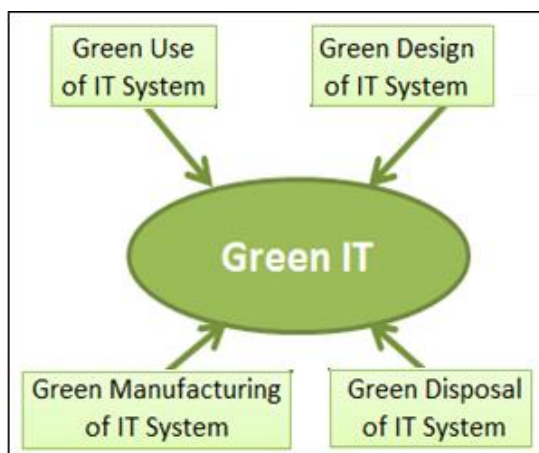 Green Use
of IT System
Green Design
of IT System
Green IT
Green Manufacturing
of IT System
Green Disposal
of IT System